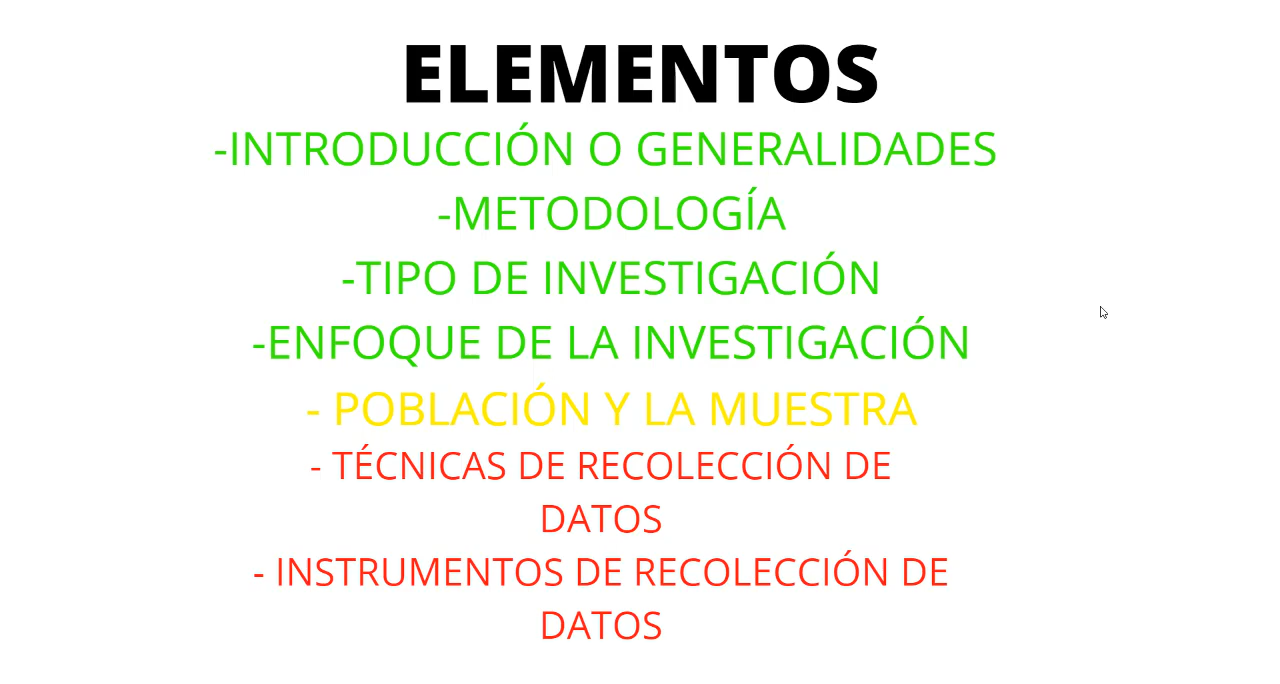 ELEMENTOS
-INTRODUCCIÓN O GENERALIDADES
-METODOLOGÍA
-TIPO DE INVESTIGACIÓN
-ENFOQUE DE LA INVESTIGACIÓN
- POBLACIÓN Y LA MUESTRA
- TÉCNICAS DE RECOLECCIÓN DE
DATOS
- INSTRUMENTOS DE RECOLECCIÓN DE
DATOS